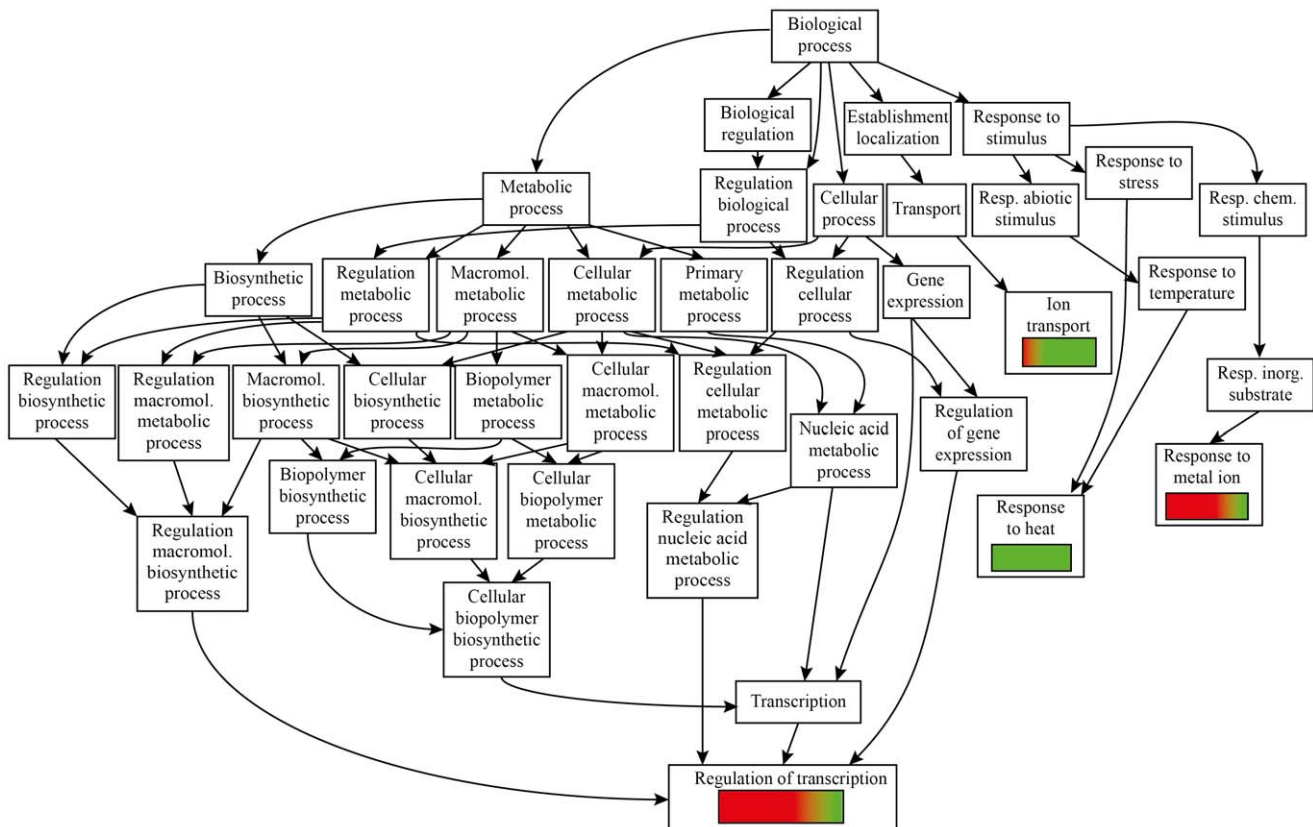 Biological
process
Biological
regulation
Establishment
localization
Response to
stimulus
Response to
stress
Metabolic
process
Regulation
biological
process
Cellular
process
Transport
Resp. abiotic
stimulus
Resp. chem.
stimulus
Biosynthetic
process
Regulation
metabolic
process
Macromol.
metabolic
process
Cellular
metabolic
process
Primary
metabolic
process
Regulation
cellular
process
Gene
expression
Ion
transport
Response to
temperature
Regulation
biosynthetic
process
Regulation
macromol.
metabolic
process
Macromol.
biosynthetic
process
Cellular
biosynthetic
process
Biopolymer
metabolic
process
Cellular
macromol.
metabolic
process
Regulation
cellular
metabolic
process
Nucleic acid
metabolic
process
Regulation
of gene
expression
Resp. inorg.
substrate
Biopolymer
biosynthetic
process
Cellular
macromol.
biosynthetic
process
Cellular
biopolymer
metabolic
process
Response to
metal ion
Regulation
macromol.
biosynthetic
process
Regulation
nucleic acid
metabolic
process
Response
to heat
Cellular
biopolymer
biosynthetic
process
Transcription
Regulation of transcription